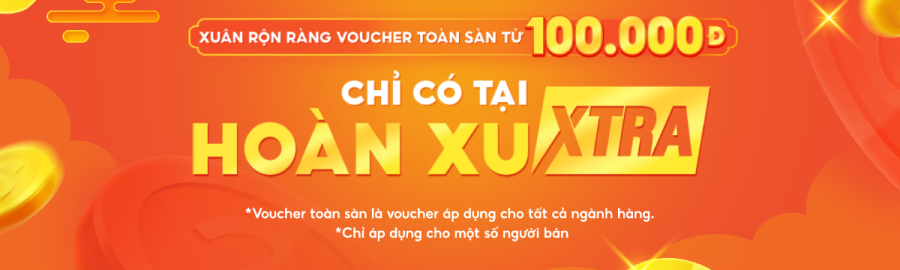 XUÂN RỘN RÀNG VOUCHER TOÀN SÀN TỪ 100.000Đ
CHỈ CÓ TẠI
HOÀN XU XTRA
*Voucher toàn sàn là voucher áp dụng cho tất cả ngành hàng.
*Chỉ áp dụng cho một số người bán